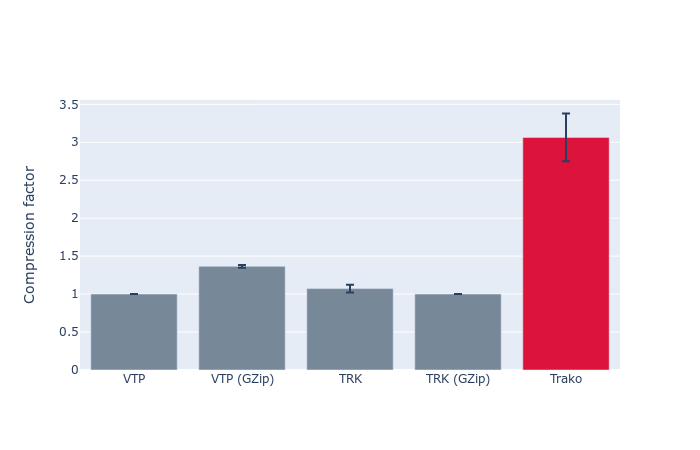 3.5
3
2.5
2
1.5
1
0.5
0
Compression factor
VTP
VTP (GZip)
TRK
TRK (GZip)
Trako